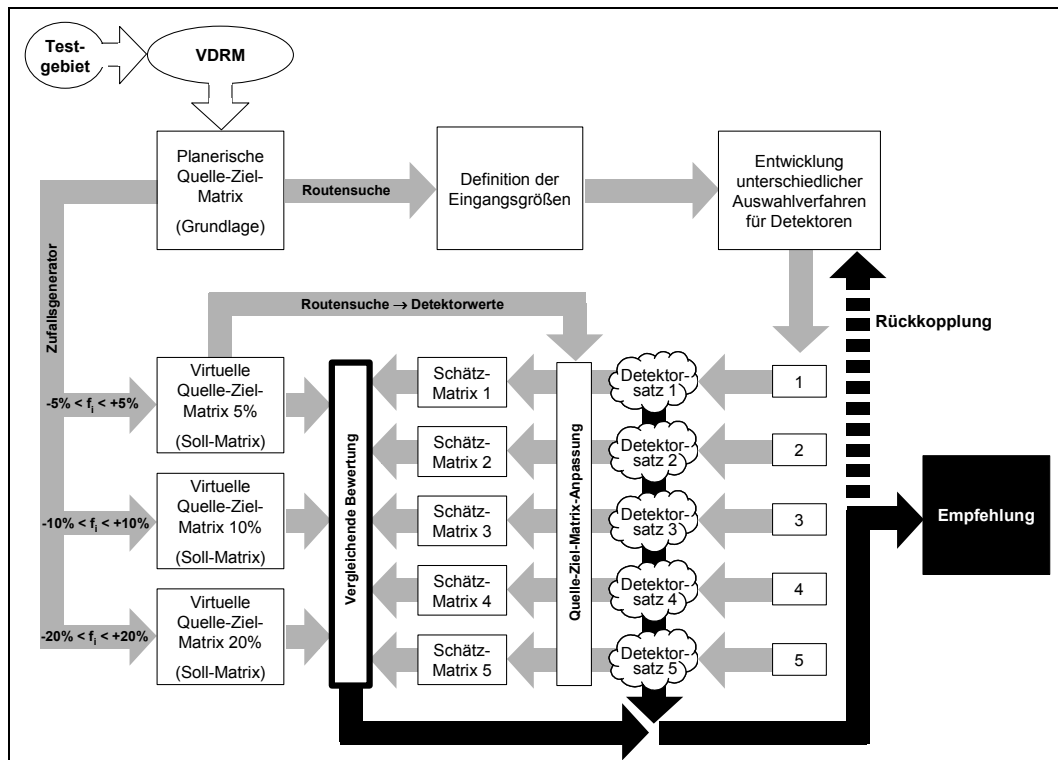 Test-
gebiet
VDRM
Planerische
Quelle-Ziel-
Matrix
(Grundlage)
Routensuche
Definition der
Eingangsgrößen
Entwicklung
unterschiedlicher
Auswahlverfahren
für Detektoren
Zufallsgenerator
Routensuche → Detektorwerte
Rückkopplung
-5% < f_i < +5%
Virtuelle
Quelle-Ziel-
Matrix 5%
(Soll-Matrix)
-10% < f_i < +10%
Virtuelle
Quelle-Ziel-
Matrix 10%
(Soll-Matrix)
-20% < f_i < +20%
Virtuelle
Quelle-Ziel-
Matrix 20%
(Soll-Matrix)
Vergleichende Bewertung
Schätz-
Matrix 1
Schätz-
Matrix 2
Schätz-
Matrix 3
Schätz-
Matrix 4
Schätz-
Matrix 5
Quelle-Ziel-Matrix-Anpassung
Detektor-
satz 1
Detektor-
satz 2
Detektor-
satz 3
Detektor-
satz 4
Detektor-
satz 5
1
2
3
4
5
Empfehlung